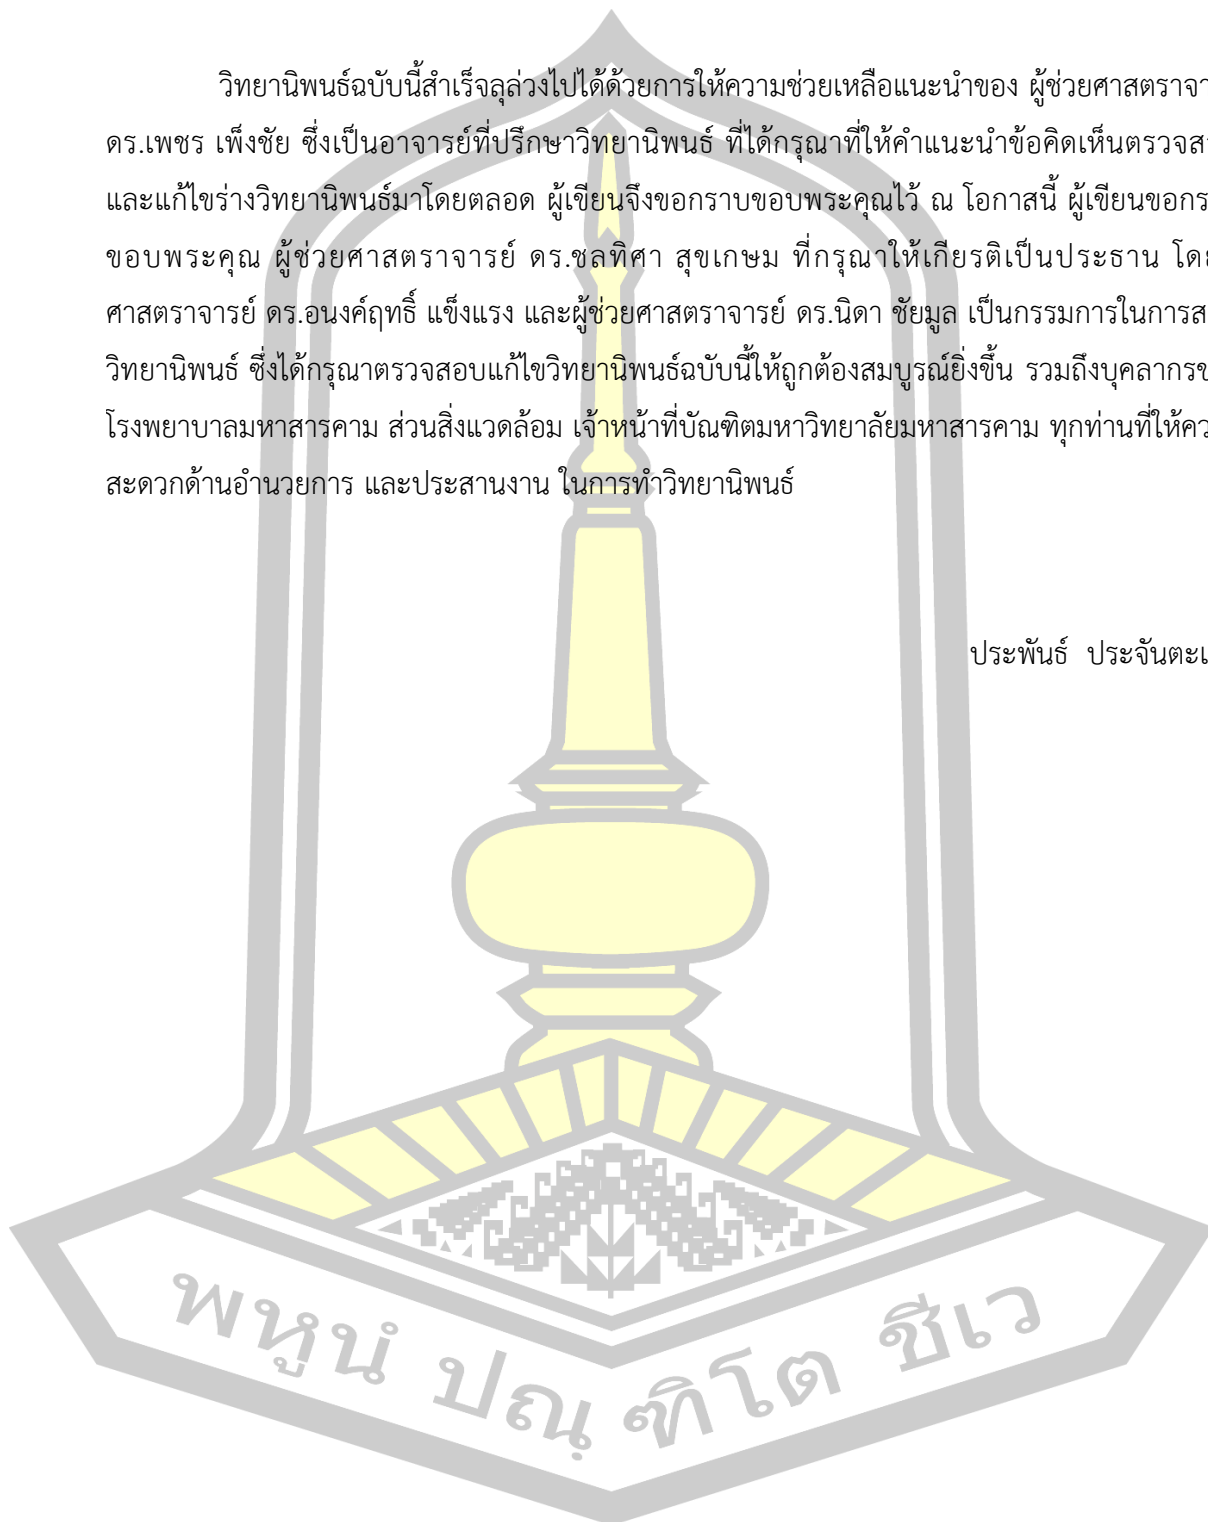 วิทยานิพนธ์ฉบับนี้สำเร็จลุล่วงไปได้ด้วยการให้ความช่วยเหลือแนะนำของ ผู้ช่วยศาสตราจา
ดร.เพชร เพ็งชัย ซึ่งเป็นอาจารย์ที่ปรึกษาวิทยานิพนธ์ ที่ได้กรุณาที่ให้คำแนะนำข้อคิดเห็นตรวจส
และแก้ไขร่างวิทยานิพนธ์มาโดยตลอด ผู้เขียนจึงขอกราบขอบพระคุณไว้ ณ โอกาสนี้ ผู้เขียนขอกร
ขอบพระคุณ ผู้ช่วยศาสตราจารย์ ดร.ชลทิศา สุขเกษม ที่กรุณาให้เกียรติเป็นประธาน โดย
ศาสตราจารย์ ดร.อนงค์ฤทธิ์ แข็งแรง และผู้ช่วยศาสตราจารย์ ดร.นิดา ชัยมูล เป็นกรรมการในการส
วิทยานิพนธ์ ซึ่งได้กรุณาตรวจสอบแก้ไขวิทยานิพนธ์ฉบับนี้ให้ถูกต้องสมบูรณ์ยิ่งขึ้น รวมถึงบุคลากรข
โรงพยาบาลมหาสารคาม ส่วนสิ่งแวดล้อม เจ้าหน้าที่บัณฑิตมหาวิทยาลัยมหาสารคาม ทุกท่านที่ให้คว
สะดวกด้านอำนวยการ และประสานงาน ในการทำวิทยานิพนธ์
ประพันธ์ ประจันตะเ
พหูนํ ปณฺ ฑิโต ชีเว